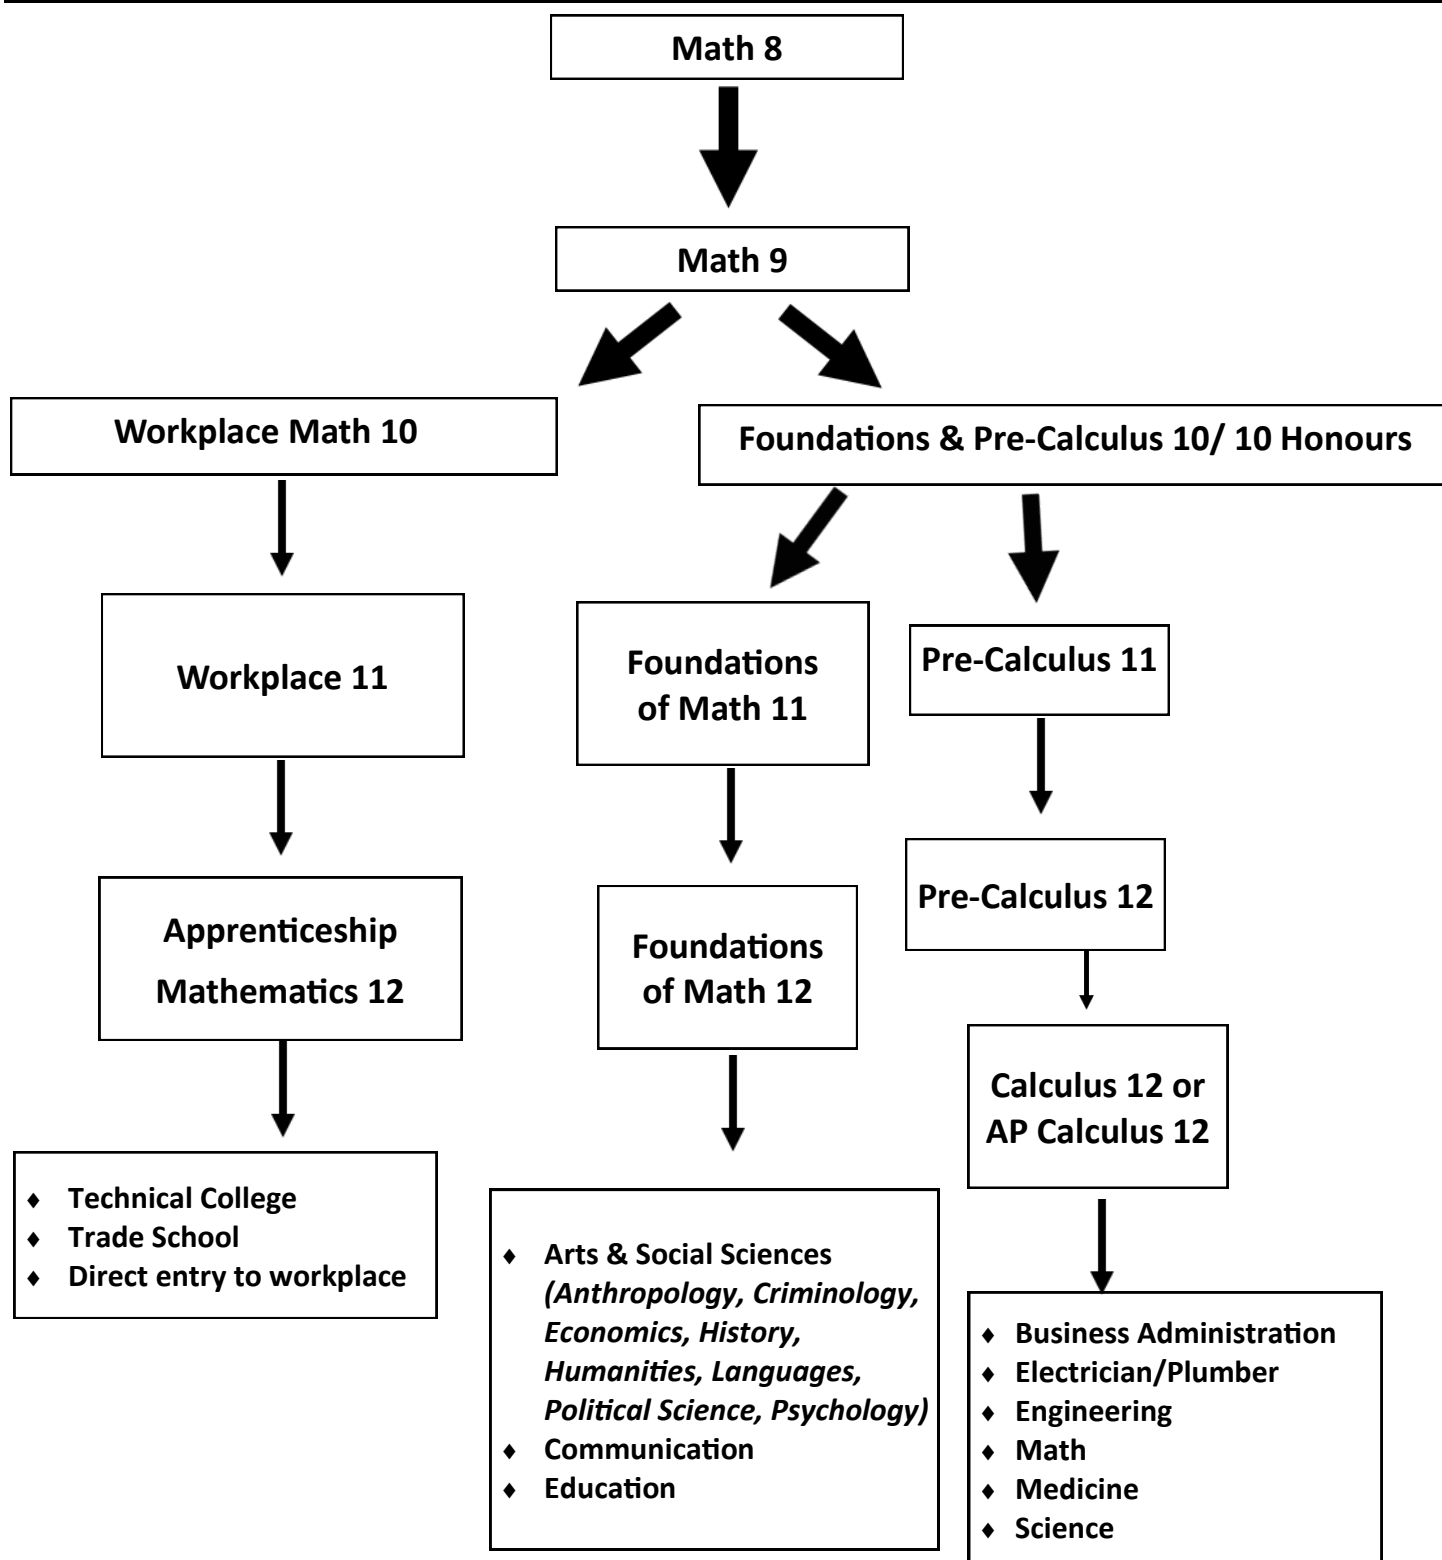 Math 8
Math 9
Workplace Math 10
Foundations & Pre-Calculus 10/ 10 Honours
Workplace 11
Foundations
of Math 11
Pre-Calculus 11
Apprenticeship
Mathematics 12
Foundations
of Math 12
Pre-Calculus 12
Calculus 12 or
AP Calculus 12
♦ Technical College
♦ Trade School
♦ Direct entry to workplace
♦ Arts & Social Sciences
(Anthropology, Criminology,
Economics, History,
Humanities, Languages,
Political Science, Psychology)
♦ Communication
♦ Education
♦ Business Administration
♦ Electrician/Plumber
♦ Engineering
♦ Math
♦ Medicine
♦ Science